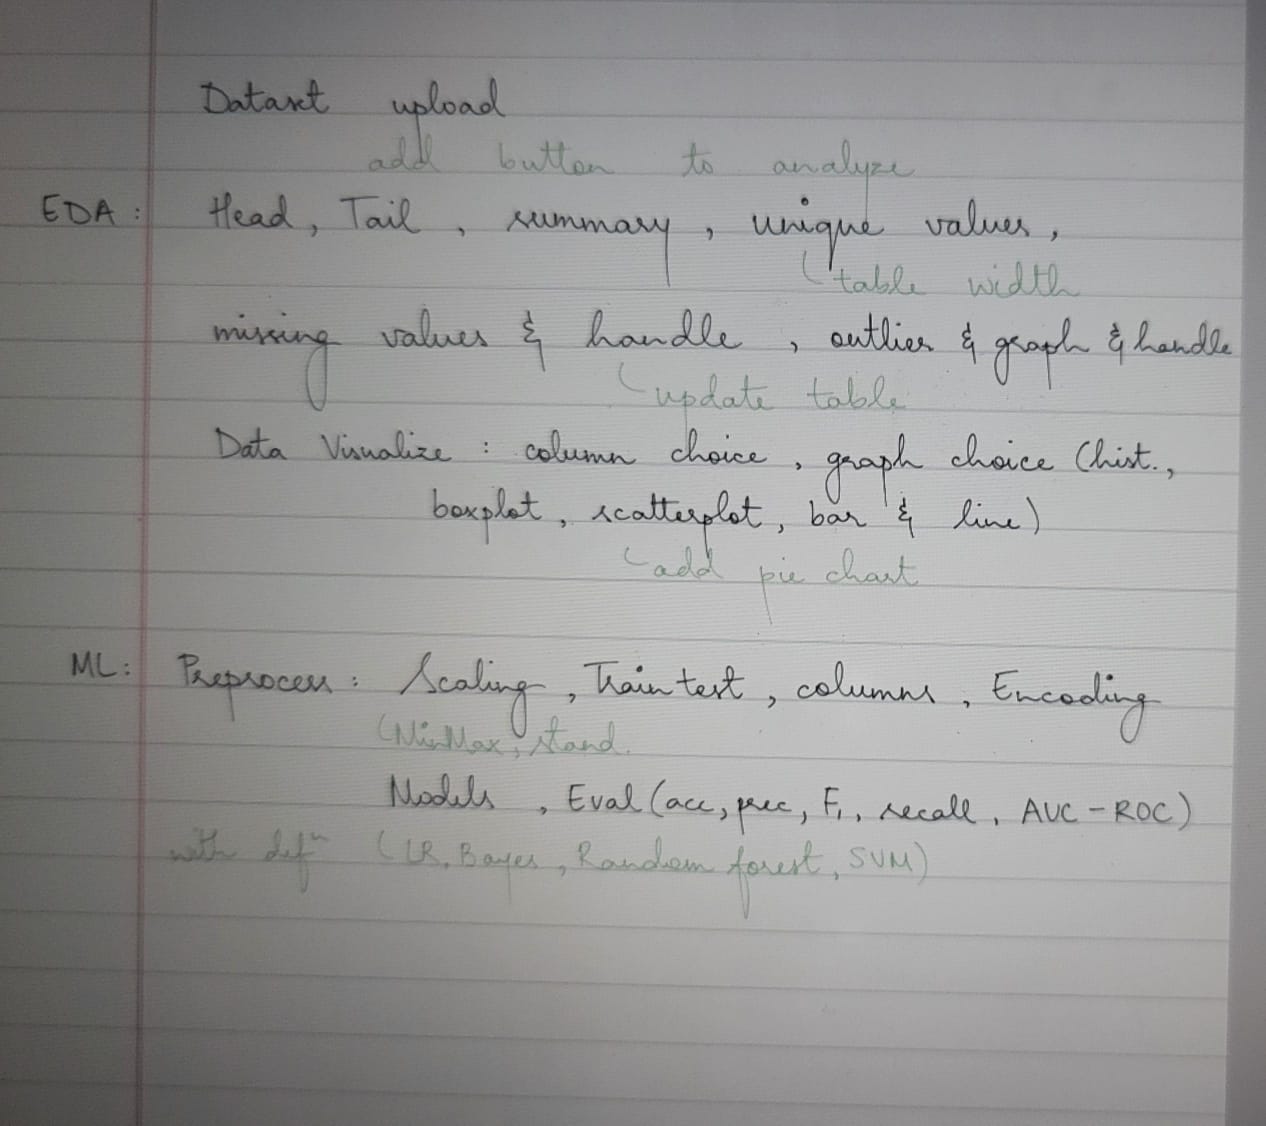 Dataset upload
add button to analyze
EDA : Head, Tail, summary, unique values,
table width
missing values & handle, outlier & graph & handle
update table
Data Visualize : column choice, graph choice (hist.,
boxplot, scatterplot, bar & line)
add pie chart
ML: Preprocess : Scaling, Train test, columns, Encoding
(MinMax, stand.
Models, Eval (acc, prec, F1, recall, AUC-ROC)
with defⁿ (LR, Bayes, Random forest, SVM)